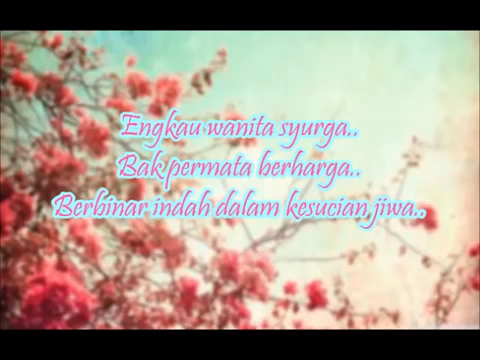 Engkau wanita syurga..
Bak permata berharga..
Berbinar indah dalam kesucian jiwa..